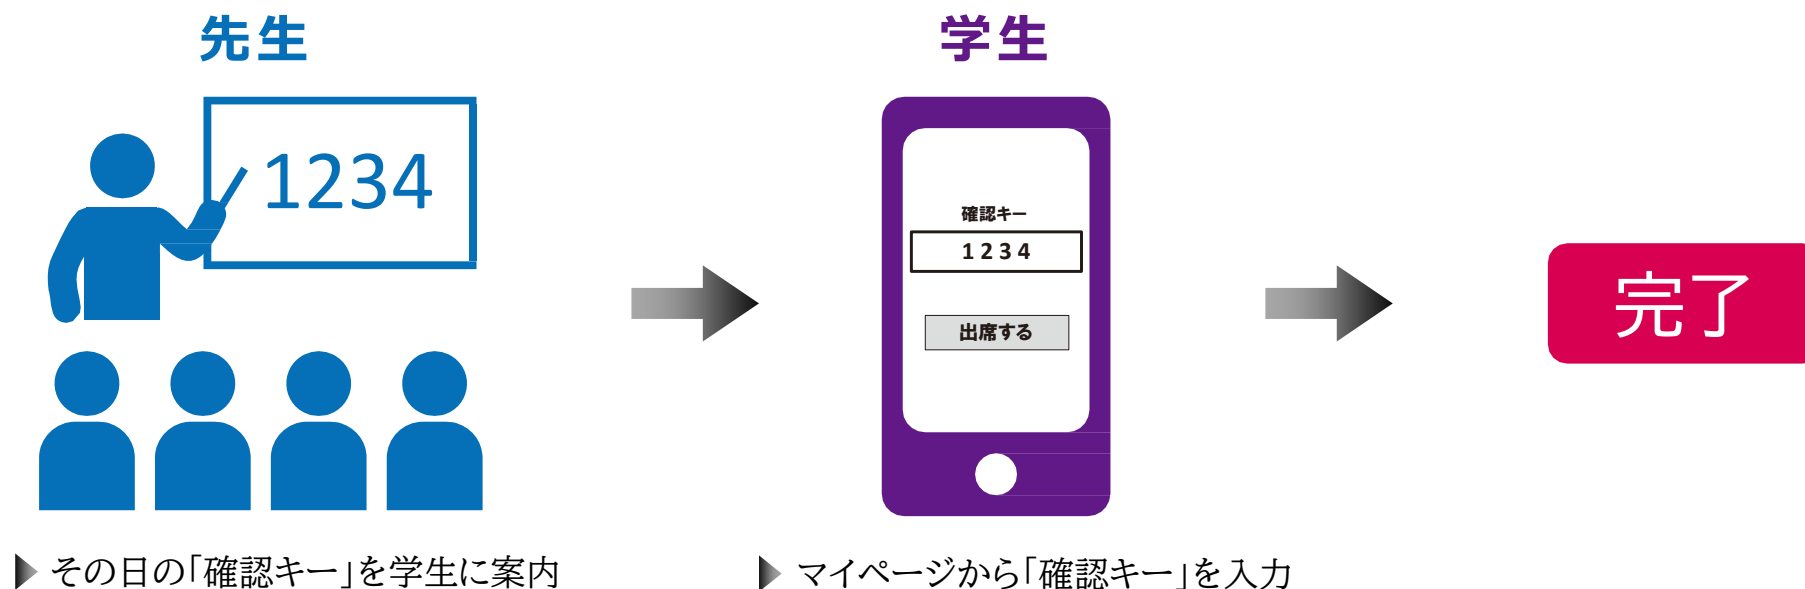 先生
1234
その日の「確認キー」を学生に案内
学生
確認キー
1234
出席する
マイページから「確認キー」を入力
完了